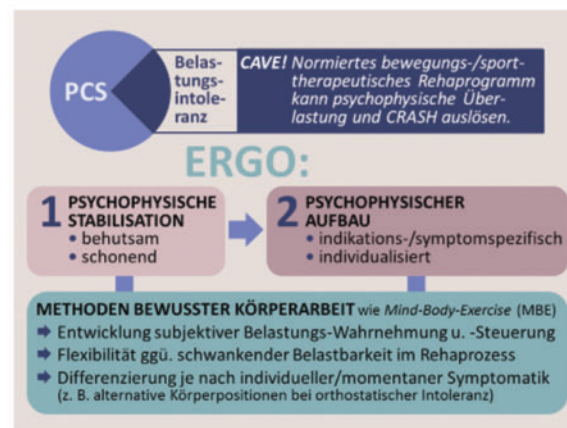 PCS
Belas-
tungs-
intole-
ranz
CAVE! Normiertes bewegungs-/sport-
therapeutisches Rehaprogramm
kann psychophysische Über-
lastung und CRASH auslösen.
ERGO:
1 PSYCHOPHYSISCHE
STABILISATION
• behutsam
• schonend
2 PSYCHOPHYSISCHER
AUFBAU
• indikations-/symptomspezifisch
• individualisiert
METHODEN BEWUSSTER KÖRPERARBEIT wie Mind-Body-Exercise (MBE)
➡ Entwicklung subjektiver Belastungs-Wahrnehmung u. -Steuerung
➡ Flexibilität ggü. schwankender Belastbarkeit im Rehaprozess
➡ Differenzierung je nach individueller/momentaner Symptomatik
(z. B. alternative Körperpositionen bei orthostatischer Intoleranz)